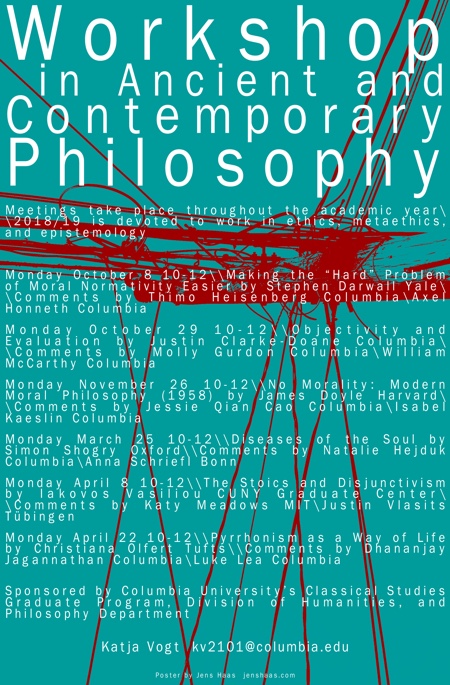 Workshop
in Ancient and
Contemporary
Philosophy
Meetings take place throughout the academic year\
\2018/19 is devoted to work in ethics, metaethics,
and epistemology
Monday October 8 10-12\\Making the “Hard” Problem
of Moral Normativity Easier by Stephen Darwall Yale\
\Comments by Thimo Heisenberg Columbia\Axel
Honneth Columbia
Monday October 29 10-12\\Objectivity and
Evaluation by Justin Clarke-Doane Columbia\
\Comments by Molly Gurdon Columbia\William
McCarthy Columbia
Monday November 26 10-12\\No Morality: Modern
Moral Philosophy (1958) by James Doyle Harvard\
\Comments by Jessie Qian Cao Columbia\Isabel
Kaeslin Columbia
Monday March 25 10-12\\Diseases of the Soul by
Simon Shogry Oxford\\Comments by Natalie Hejduk
Columbia\Anna Schriefl Bonn
Monday April 8 10-12\\The Stoics and Disjunctivism
by Iakovos Vasiliou CUNY Graduate Center\
\Comments by Katy Meadows MIT\Justin Vlasits
Tübingen
Monday April 22 10-12\\Pyrrhonism as a Way of Life
by Christiana Olfert Tufts\\Comments by Dhananjay
Jagannathan Columbia\Luke Lea Columbia
Sponsored by Columbia University's Classical Studies
Graduate Program, Division of Humanities, and
Philosophy Department
Katja Vogt kv2101@columbia.edu
Poster by Jens Haas jenshaas.com